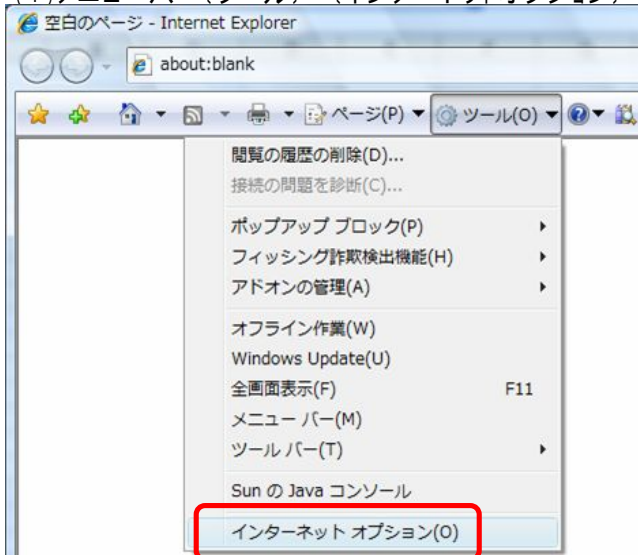 空白のページ - Internet Explorer
about:blank
ページ(P) ツール(O)
閲覧の履歴の削除(D)...
接続の問題を診断(C)...
ポップアップ ブロック(P)
フィッシング詐欺検出機能(H)
アドオンの管理(A)
オフライン作業(W)
Windows Update(U)
全画面表示(F) F11
メニュー バー(M)
ツール バー(T)
Sun の Java コンソール
インターネット オプション(O)